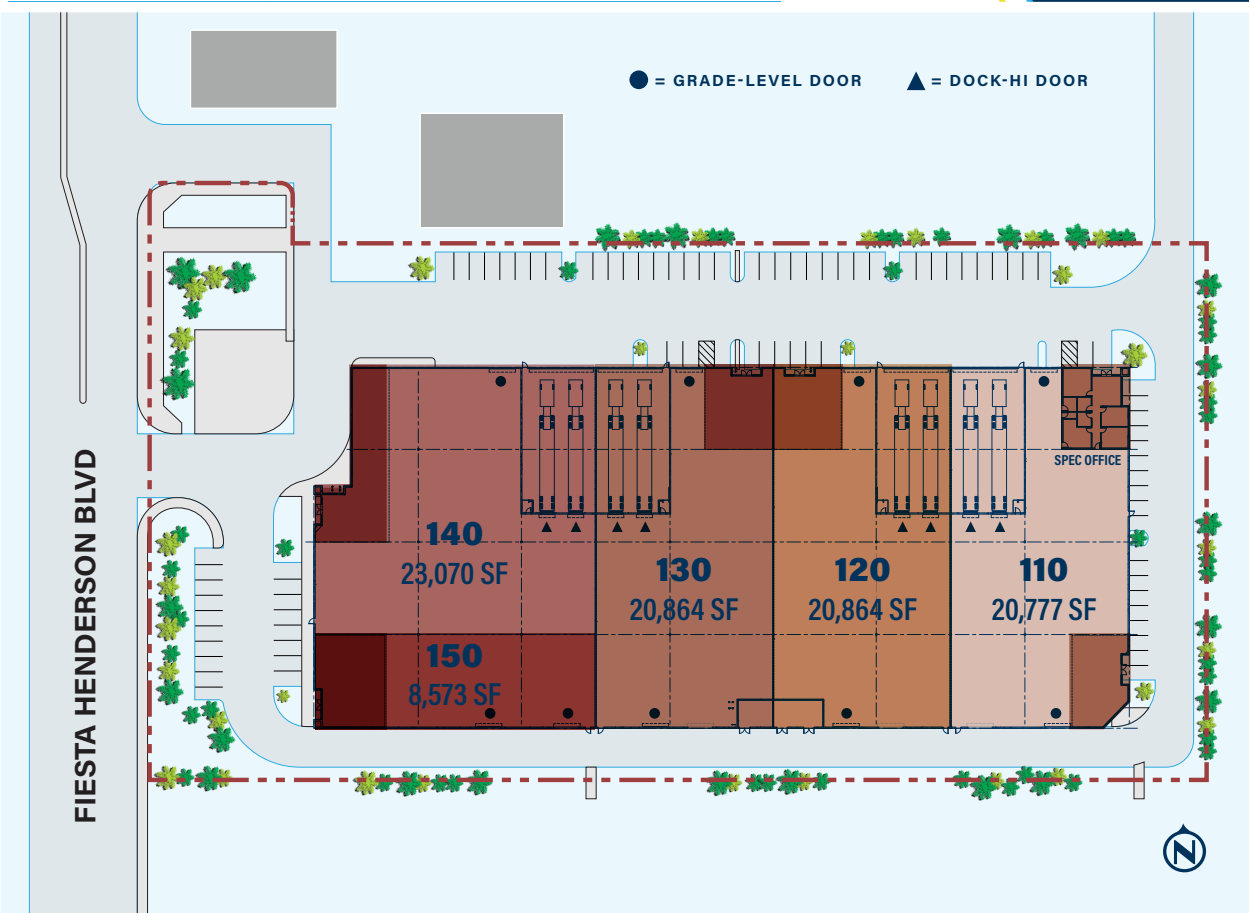 = GRADE-LEVEL DOOR
= DOCK-HI DOOR
FIESTA HENDERSON BLVD
SPEC OFFICE
140
23,070 SF
130
20,864 SF
120
20,864 SF
110
20,777 SF
150
8,573 SF
N